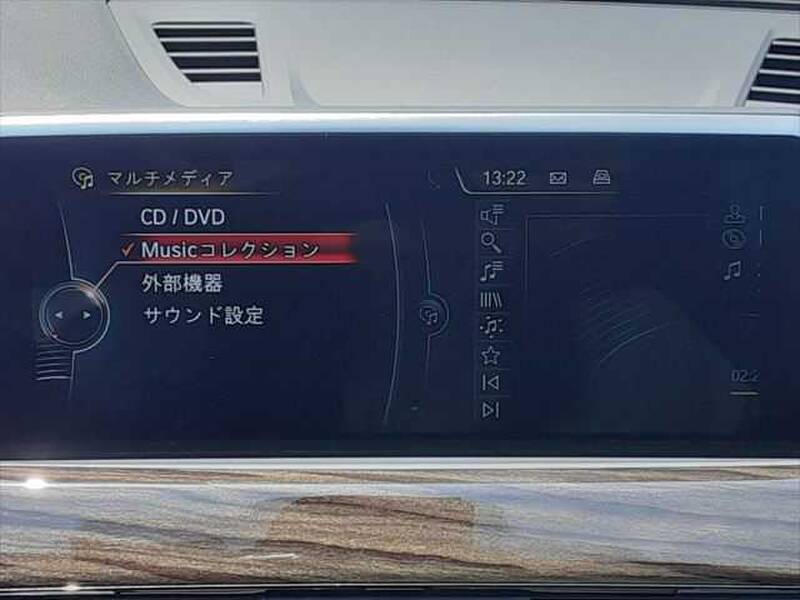 マルチメディア
13:22
CD / DVD
Musicコレクション
外部機器
サウンド設定